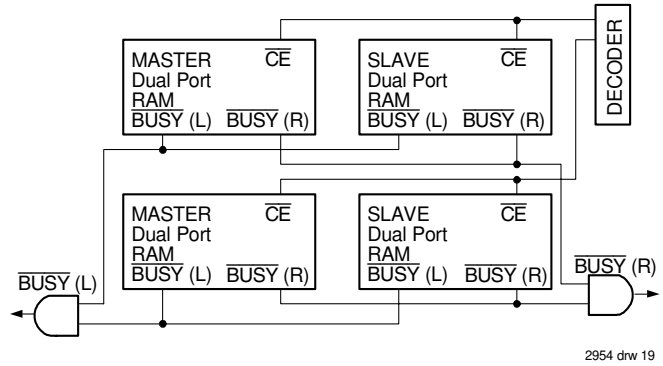 MASTER CE
Dual Port
RAM
BUSY (L) BUSY (R)
SLAVE CE
Dual Port
RAM
BUSY (L) BUSY (R)
DECODER
MASTER CE
Dual Port
RAM
BUSY (L) BUSY (R)
SLAVE CE
Dual Port
RAM
BUSY (L) BUSY (R)
BUSY (L)
BUSY (R)
2954 drw 19